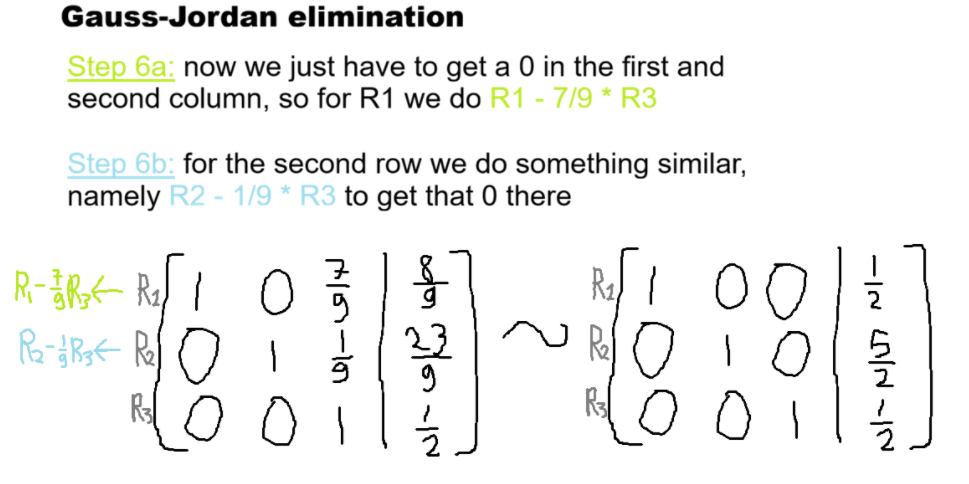 Gauss-Jordan elimination
Step 6a: now we just have to get a 0 in the first and
second column, so for R1 we do R1 - 7/9 * R3
Step 6b: for the second row we do something similar,
namely R2 - 1/9 * R3 to get that 0 there
R₁-7/9R₃← R₁ [ 1 0 7/9 | 8/9 ] ~ R₁ [ 1 0 0 | 1/2 ]
R₂-1/9R₃← R₂ [ 0 1 1/9 | 23/9 ] R₂ [ 0 1 0 | 5/2 ]
R₃ [ 0 0 1 | 1/2 ] R₃ [ 0 0 1 | 1/2 ]